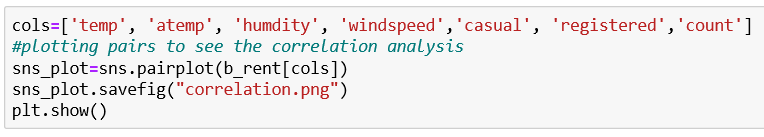 cols=['temp', 'atemp', 'humdity', 'windspeed','casual', 'registered','count']
#plotting pairs to see the correlation analysis
sns_plot=sns.pairplot(b_rent[cols])
sns_plot.savefig("correlation.png")
plt.show()